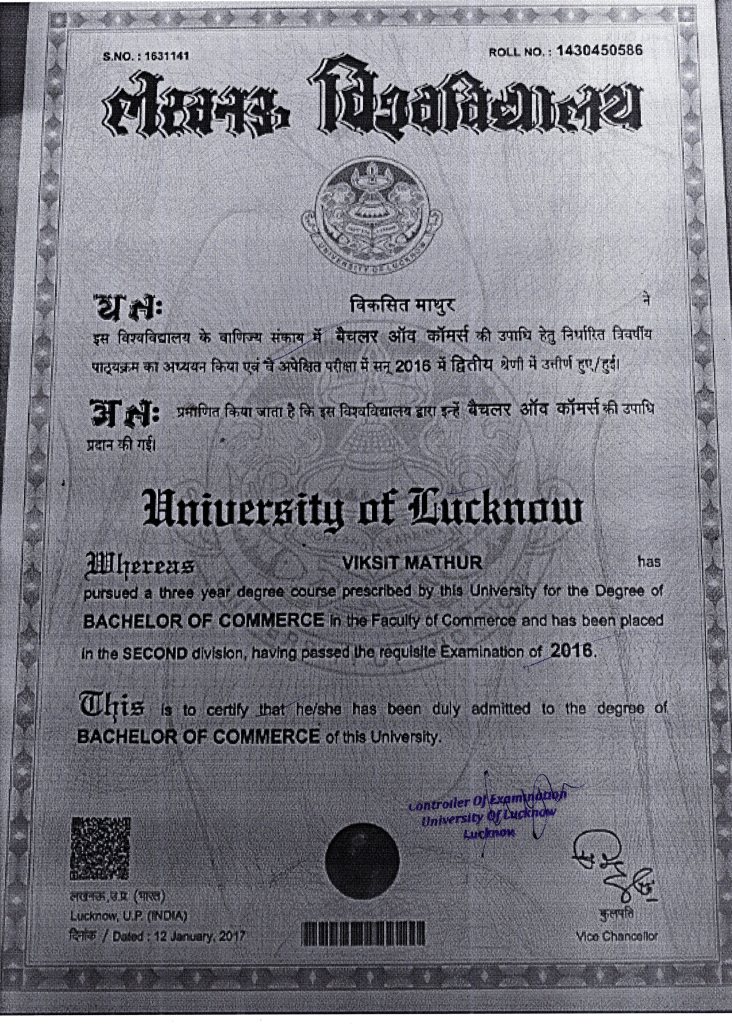 S.NO. : 1631141
ROLL NO. : 1430450586
लखनऊ विश्वविद्यालय
UNIVERSITY OF LUCKNOW
यतः विकसित माथुर ने
इस विश्वविद्यालय के वाणिज्य संकाय में बैचलर ऑव कॉमर्स की उपाधि हेतु निर्धारित त्रिवर्षीय
पाठ्यक्रम का अध्ययन किया एवं वे अपेक्षित परीक्षा में सन् 2016 में द्वितीय श्रेणी में उत्तीर्ण हुए/हुई।
अतः प्रमाणित किया जाता है कि इस विश्वविद्यालय द्वारा इन्हें बैचलर ऑव कॉमर्स की उपाधि
प्रदान की गई।
University of Lucknow
Whereas VIKSIT MATHUR has
pursued a three year degree course prescribed by this University for the Degree of
BACHELOR OF COMMERCE in the Faculty of Commerce and has been placed
in the SECOND division, having passed the requisite Examination of 2016.
This is to certify that he/she has been duly admitted to the degree of
BACHELOR OF COMMERCE of this University.
Controller Of Examination
University Of Lucknow
Lucknow
लखनऊ,उ.प्र. (भारत)
Lucknow, U.P. (INDIA)
दिनांक / Dated : 12 January, 2017
कुलपति
Vice Chancellor